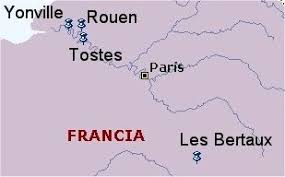 Yonville
Rouen
Tostes
Paris
FRANCIA
Les Bertaux